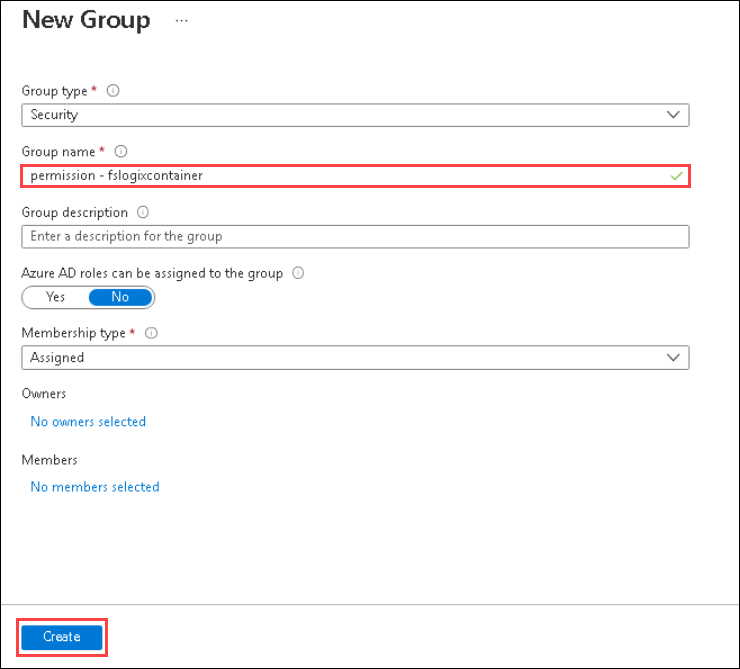 New Group ...
Group type *
Security
Group name *
permission - fslogixcontainer
Group description
Enter a description for the group
Azure AD roles can be assigned to the group
Yes No
Membership type *
Assigned
Owners
No owners selected
Members
No members selected
Create